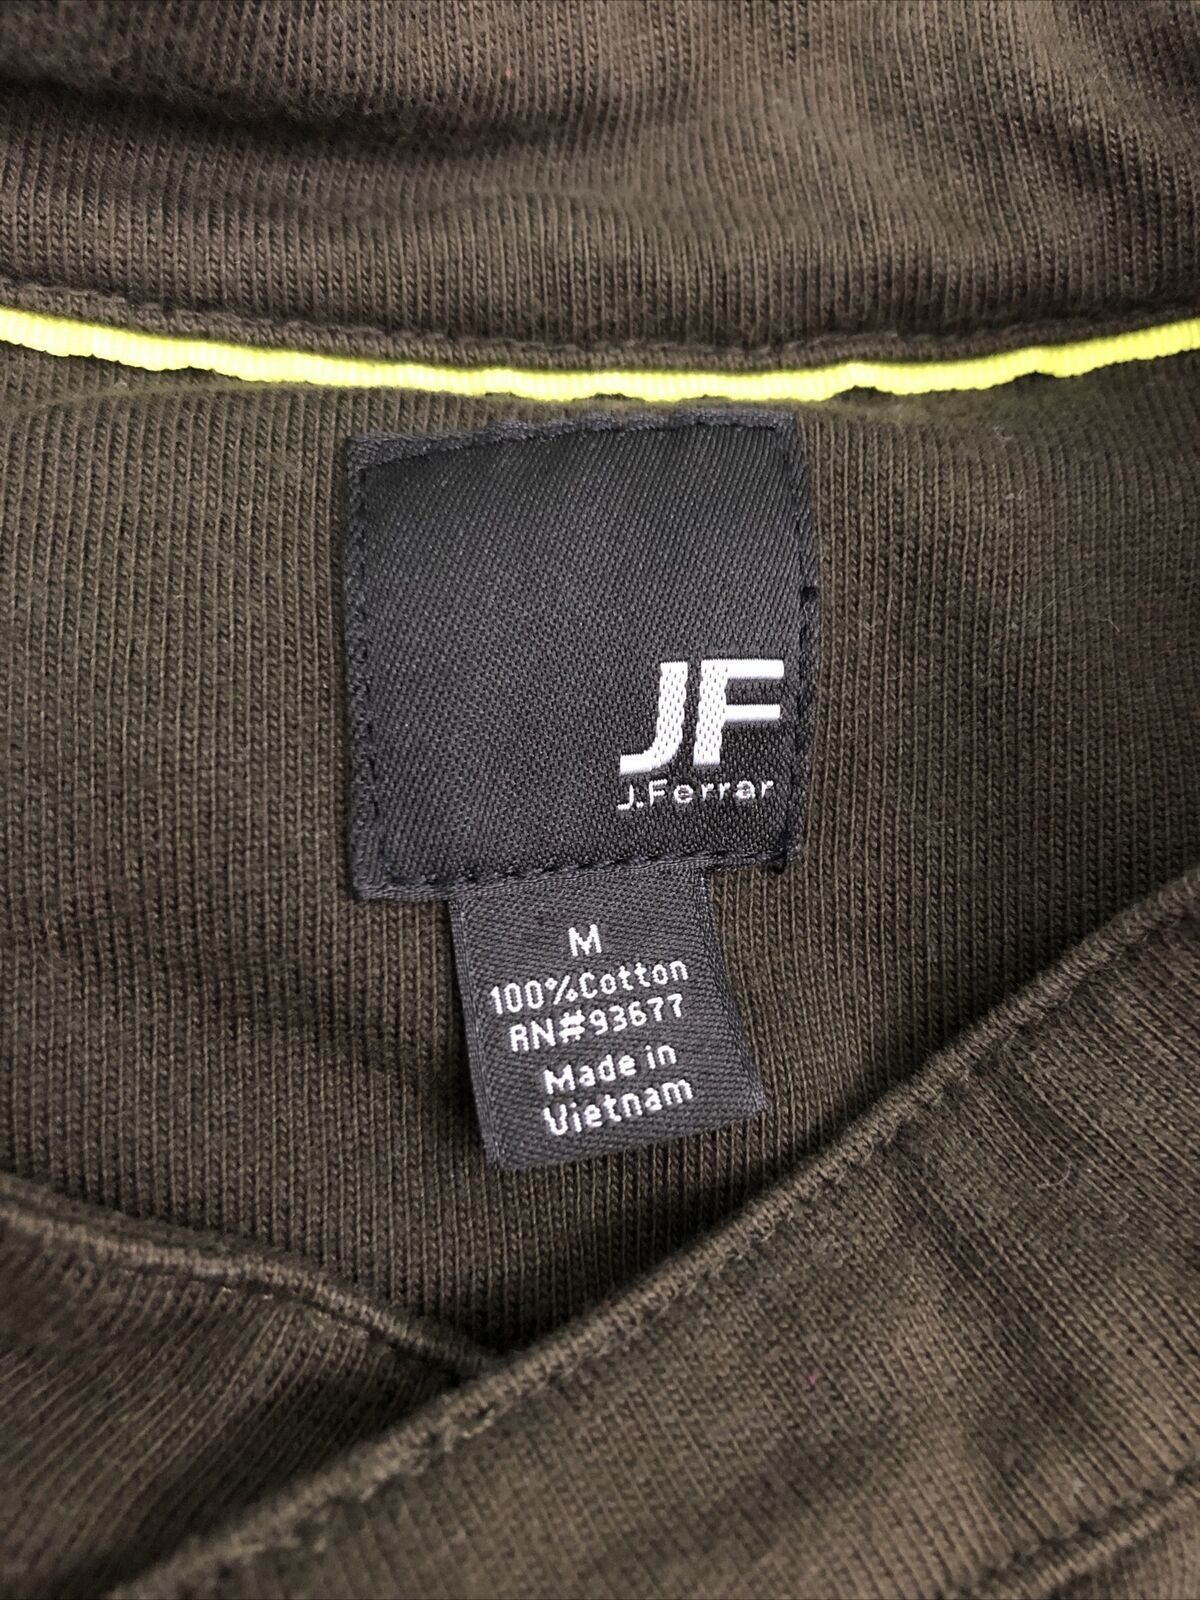 JF
J.Ferrar
M
100%Cotton
RN#93677
Made in
Vietnam